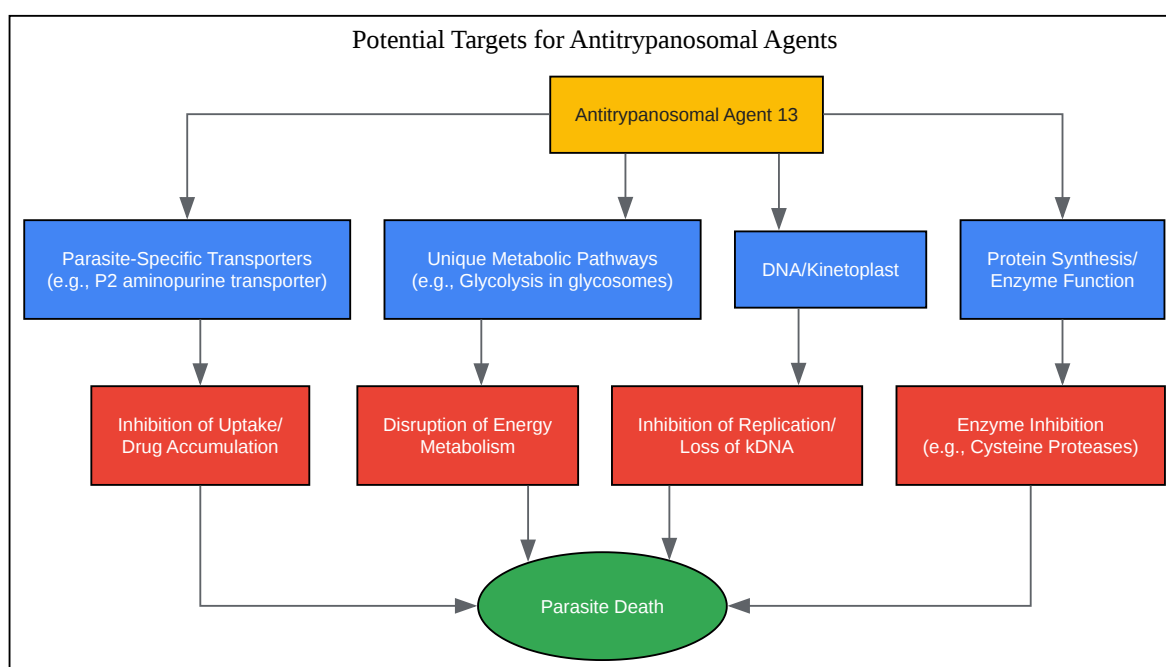 Potential Targets for Antitrypanosomal Agents
Antitrypanosomal Agent 13
Parasite-Specific Transporters
(e.g., P2 aminopurine transporter)
Unique Metabolic Pathways
(e.g., Glycolysis in glycosomes)
DNA/Kinetoplast
Protein Synthesis/
Enzyme Function
Inhibition of Uptake/
Drug Accumulation
Disruption of Energy
Metabolism
Inhibition of Replication/
Loss of kDNA
Enzyme Inhibition
(e.g., Cysteine Proteases)
Parasite Death